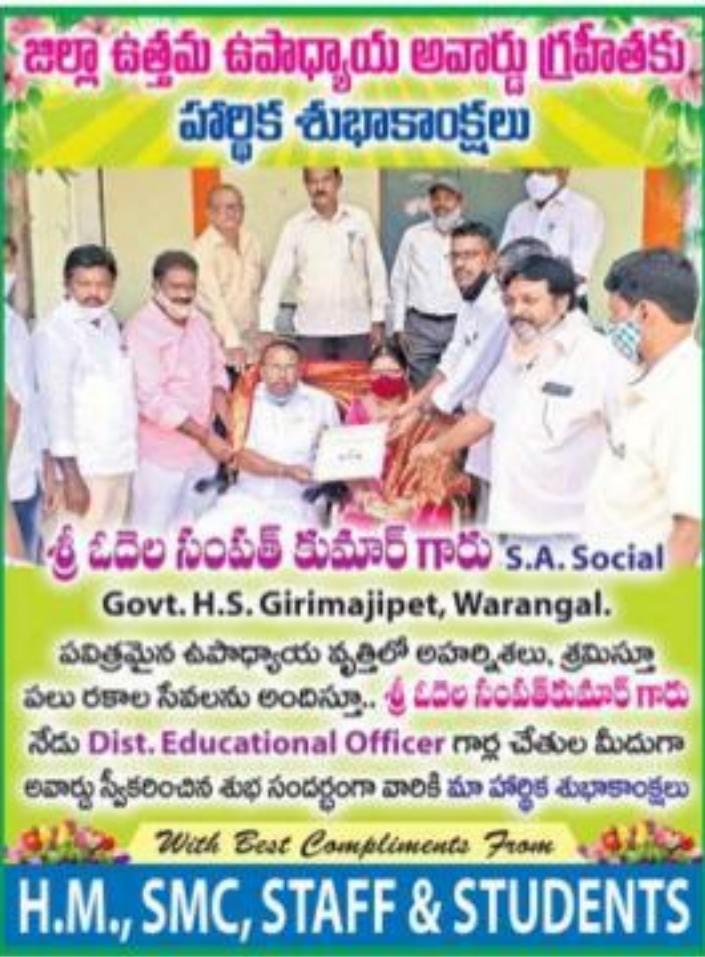 జిల్లా ఉత్తమ ఉపాధ్యాయ అవార్డు గ్రహీతకు
హార్థిక శుభాకాంక్షలు
శ్రీ ఓదెల సంపత్ కుమార్ గారు S.A. Social
Govt. H.S. Girimajipet, Warangal.
పవిత్రమైన ఉపాధ్యాయ వృత్తిలో అహర్నిశలు, శ్రమిస్తూ
పలు రకాల సేవలను అందిస్తూ.. శ్రీ ఓదెల సంపత్‌కుమార్ గారు
నేడు Dist. Educational Officer గార్ల చేతుల మీదుగా
అవార్డు స్వీకరించిన శుభ సందర్భంగా వారికి మా హార్థిక శుభాకాంక్షలు
With Best Compliments From
H.M., SMC, STAFF & STUDENTS